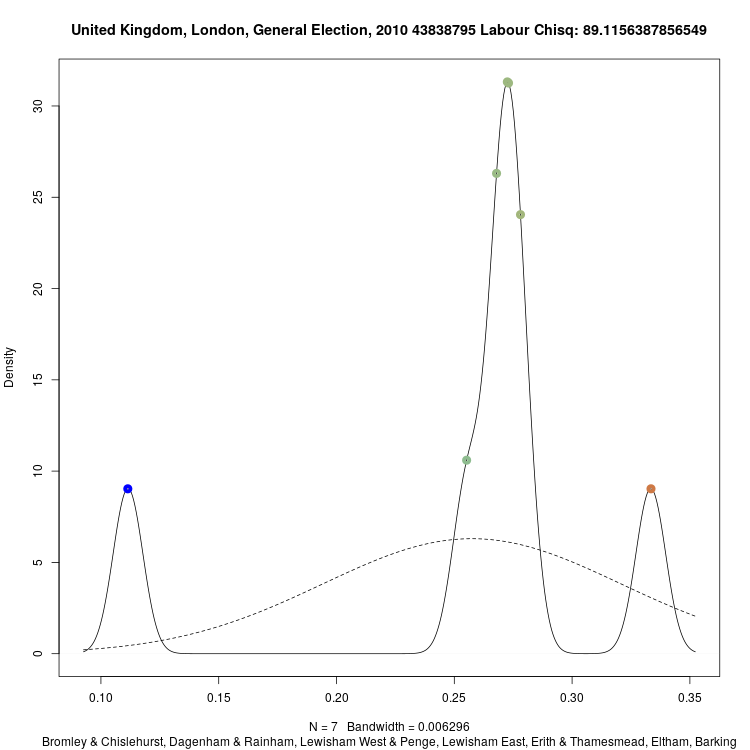 United Kingdom, London, General Election, 2010 43838795 Labour Chisq: 89.1156387856549
Density
30
25
20
15
10
5
0
0.10 0.15 0.20 0.25 0.30 0.35
N = 7 Bandwidth = 0.006296
Bromley & Chislehurst, Dagenham & Rainham, Lewisham West & Penge, Lewisham East, Erith & Thamesmead, Eltham, Barking